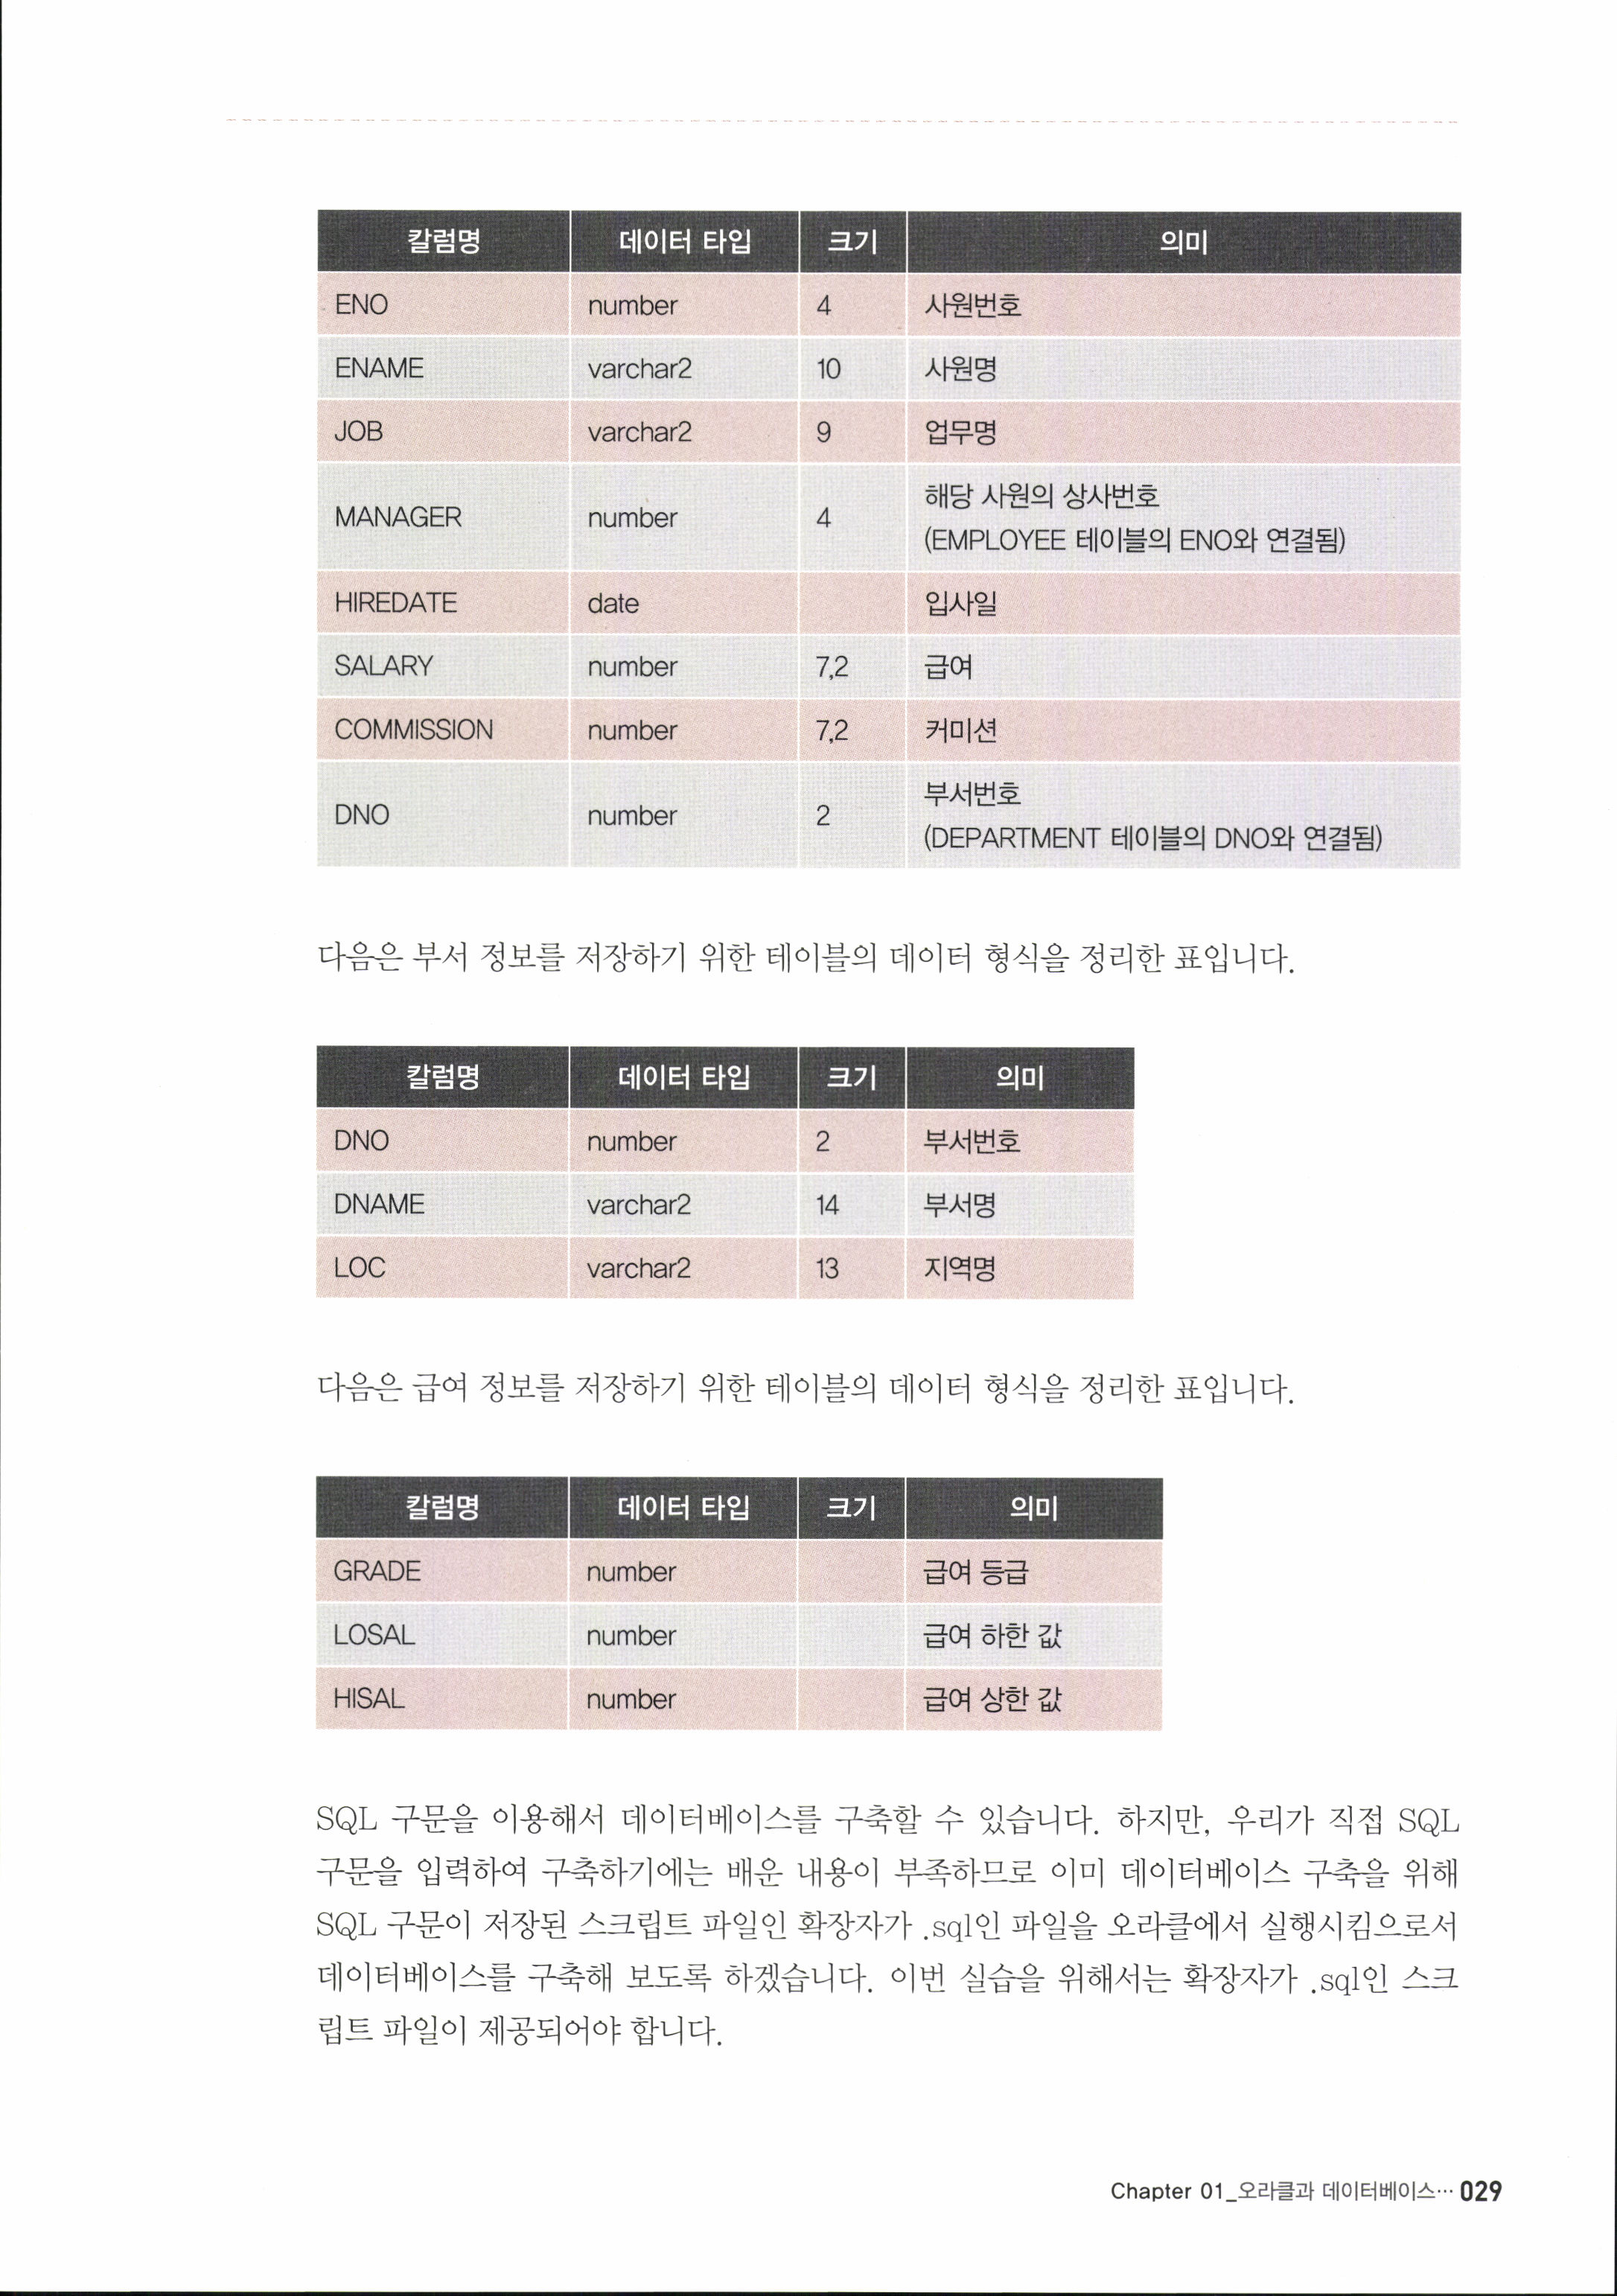 칼럼명 데이터 타입 크기 의미
ENO number 4 사원번호
ENAME varchar2 10 사원명
JOB varchar2 9 업무명
MANAGER number 4 해당 사원의 상사번호
(EMPLOYEE 테이블의 ENO와 연결됨)
HIREDATE date 입사일
SALARY number 7,2 급여
COMMISSION number 7,2 커미션
DNO number 2 부서번호
(DEPARTMENT 테이블의 DNO와 연결됨)
다음은 부서 정보를 저장하기 위한 테이블의 데이터 형식을 정리한 표입니다.
칼럼명 데이터 타입 크기 의미
DNO number 2 부서번호
DNAME varchar2 14 부서명
LOC varchar2 13 지역명
다음은 급여 정보를 저장하기 위한 테이블의 데이터 형식을 정리한 표입니다.
칼럼명 데이터 타입 크기 의미
GRADE number 급여 등급
LOSAL number 급여 하한 값
HISAL number 급여 상한 값
SQL 구문을 이용해서 데이터베이스를 구축할 수 있습니다. 하지만, 우리가 직접 SQL
구문을 입력하여 구축하기에는 배운 내용이 부족하므로 이미 데이터베이스 구축을 위해
SQL 구문이 저장된 스크립트 파일인 확장자가 .sql인 파일을 오라클에서 실행시킴으로서
데이터베이스를 구축해 보도록 하겠습니다. 이번 실습을 위해서는 확장자가 .sql인 스크
립트 파일이 제공되어야 합니다.
Chapter 01_오라클과 데이터베이스··· 029